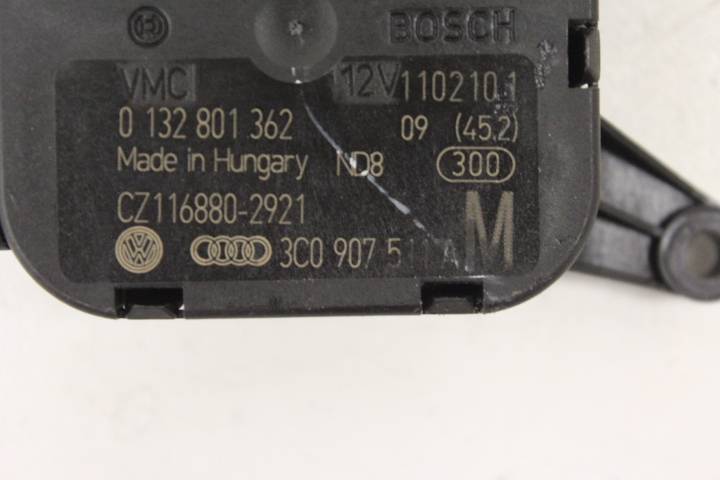 BOSCH
VMC 12V 1102101
0 132 801 362 09 (45,2)
Made in Hungary ND8 300
CZ116880-2921 M
3C0 907 511 A